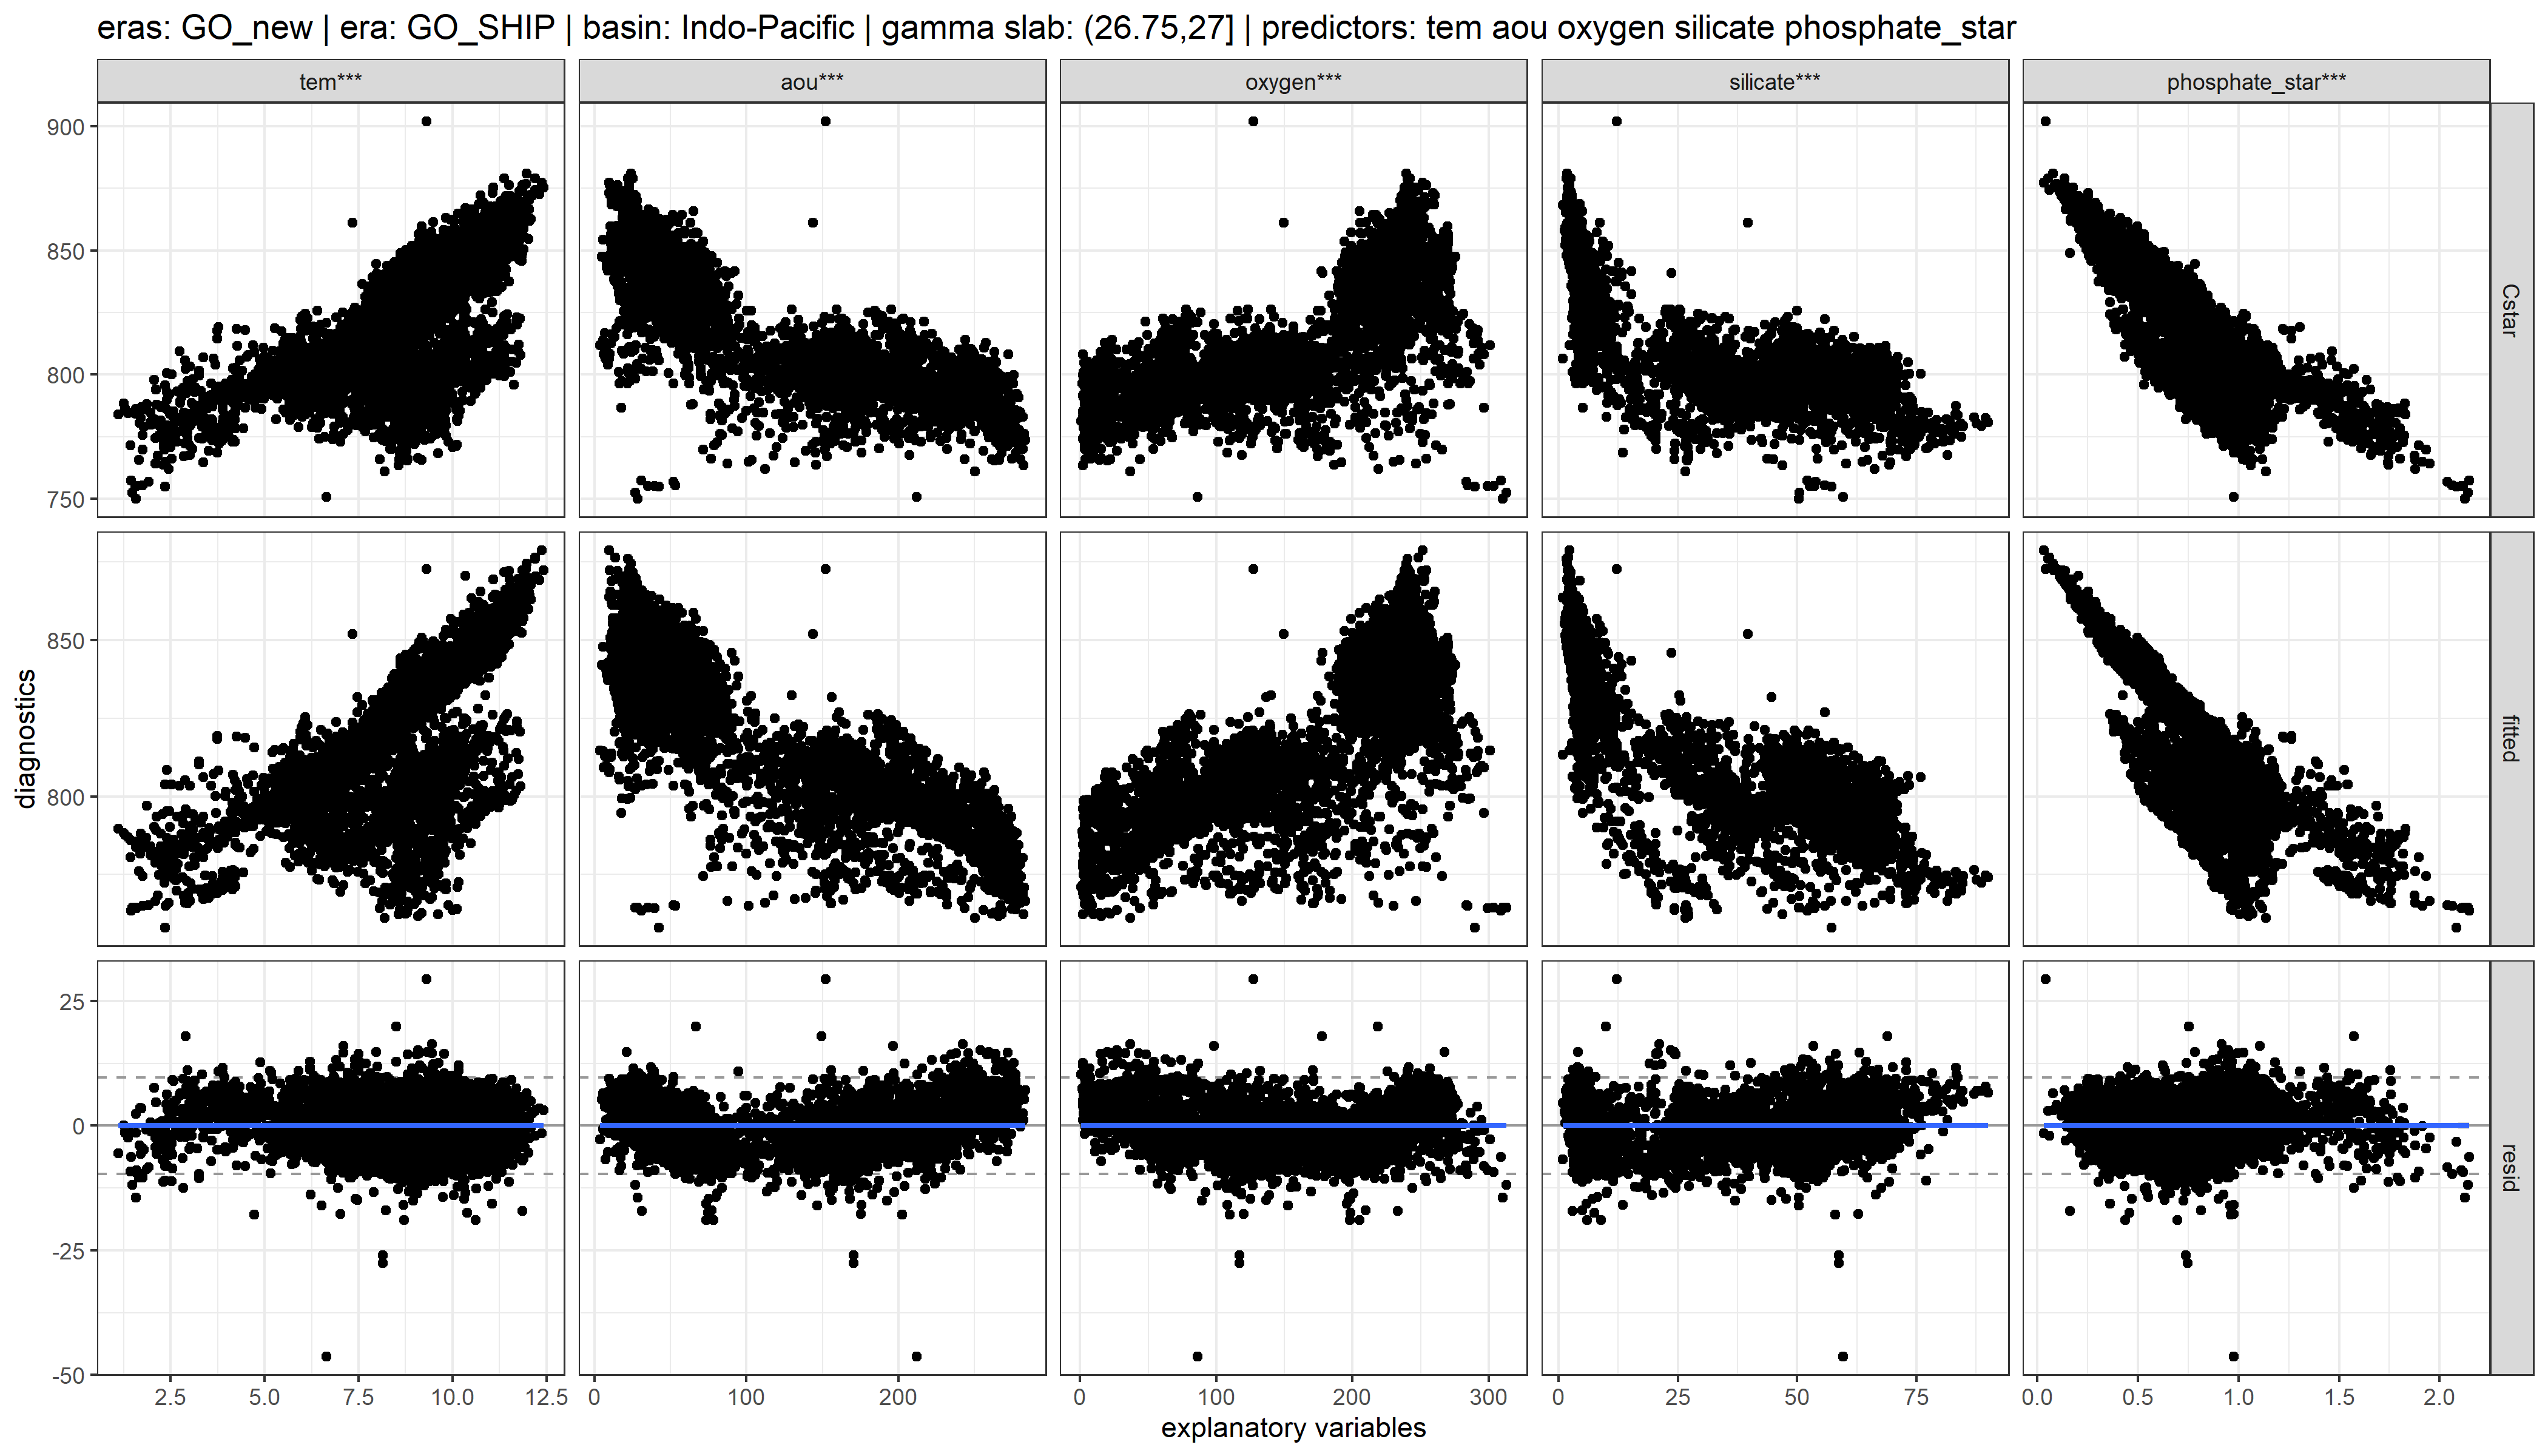 eras: GO_new | era: GO_SHIP | basin: Indo-Pacific | gamma slab: (26.75,27] | predictors: tem aou oxygen silicate phosphate_star
tem*** aou*** oxygen*** silicate*** phosphate_star***
900
850
800
750
Cstar
850
800
fitted
diagnostics
25
0
-25
-50
resid
2.5 5.0 7.5 10.0 12.5 0 100 200 0 100 200 300 0 25 50 75 0.0 0.5 1.0 1.5 2.0
explanatory variables